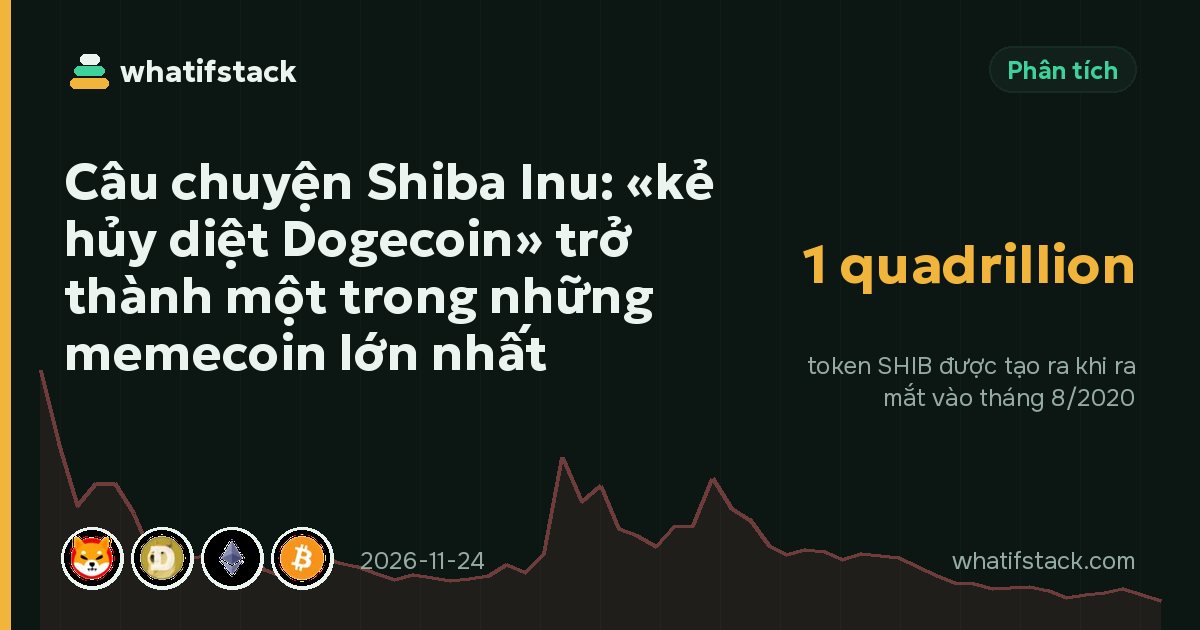 whatifstack
Phân tích
Câu chuyện Shiba Inu: «kẻ
hủy diệt Dogecoin» trở
thành một trong những
memecoin lớn nhất
1 quadrillion
token SHIB được tạo ra khi ra
mắt vào tháng 8/2020
2026-11-24
whatifstack.com